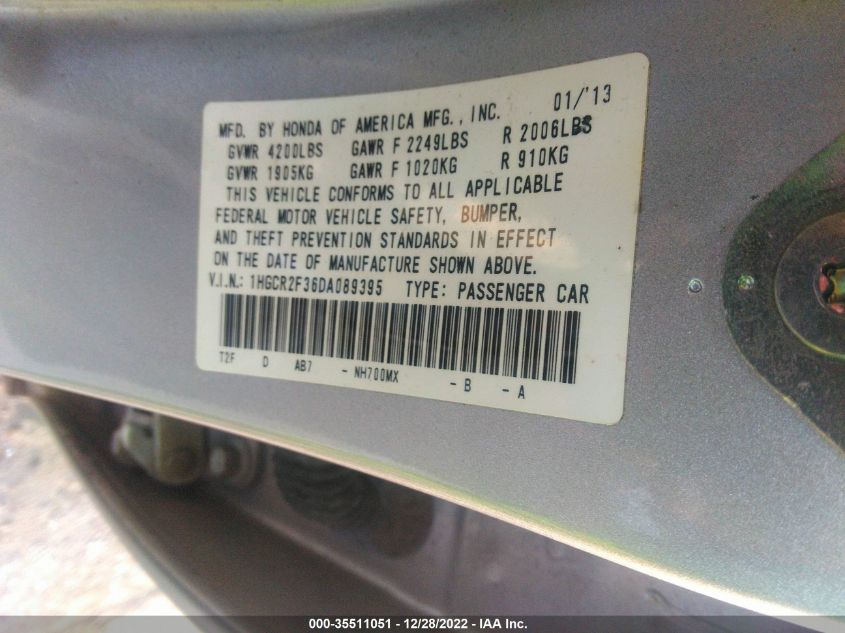 01/'13
MFD. BY HONDA OF AMERICA MFG., INC.
GVWR 4200LBS GAWR F 2249LBS R 2006LBS
GVWR 1905KG GAWR F 1020KG R 910KG
THIS VEHICLE CONFORMS TO ALL APPLICABLE
FEDERAL MOTOR VEHICLE SAFETY, BUMPER,
AND THEFT PREVENTION STANDARDS IN EFFECT
ON THE DATE OF MANUFACTURE SHOWN ABOVE.
V.I.N.: 1HGCR2F36DA089395 TYPE: PASSENGER CAR
T2F D AB7 - NH700MX - B - A
000-35511051 - 12/28/2022 - IAA Inc.